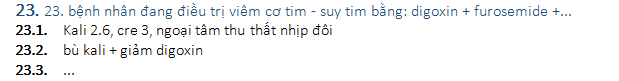 23. 23. bệnh nhân đang điều trị viêm cơ tim - suy tim bằng: digoxin + furosemide +...
23.1. Kali 2.6, cre 3, ngoại tâm thu thất nhịp đôi
23.2. bù kali + giảm digoxin
23.3. ...